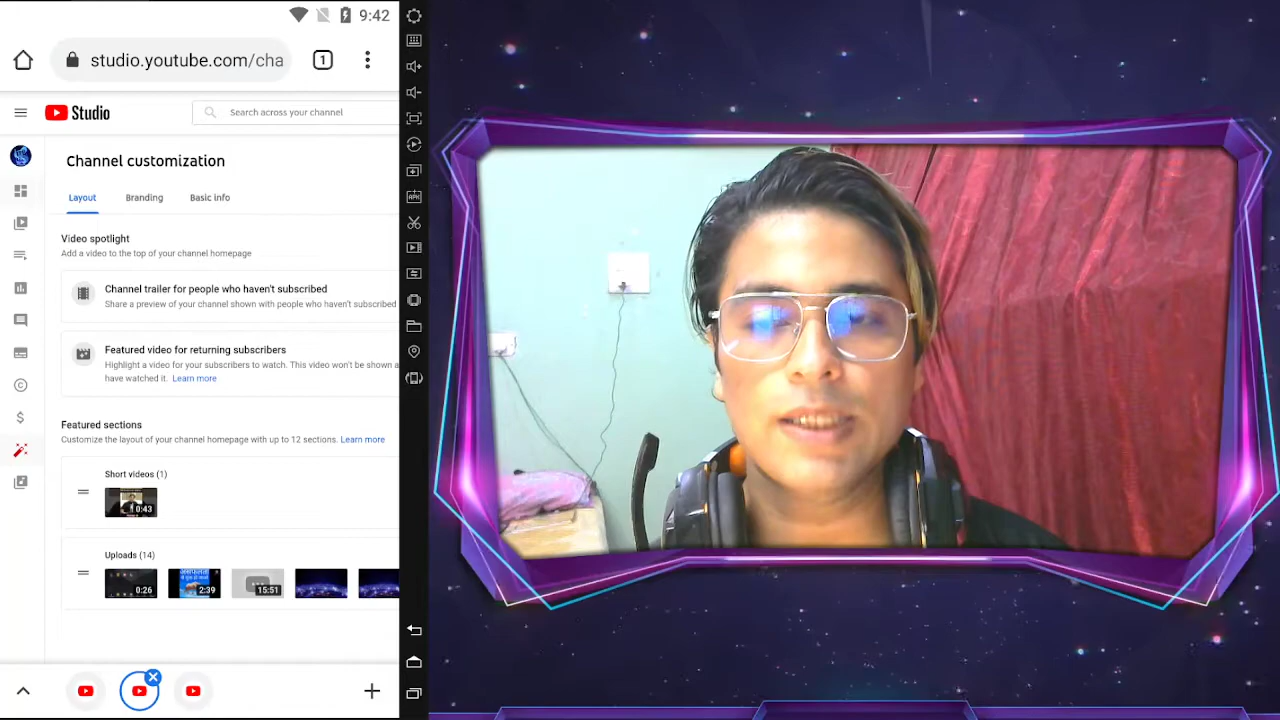 9:42
studio.youtube.com/cha
1
Studio
Search across your channel
Channel customization
Layout
Branding
Basic info
Video spotlight
Add a video to the top of your channel homepage
Channel trailer for people who haven't subscribed
Share a preview of your channel shown with people who haven't subscribed
Featured video for returning subscribers
Highlight a video for your subscribers to watch. This video won't be shown a
have watched it. Learn more
Featured sections
Customize the layout of your channel homepage with up to 12 sections. Learn more
Short videos (1)
0:43
Uploads (14)
0:26
2:39
15:51
APK